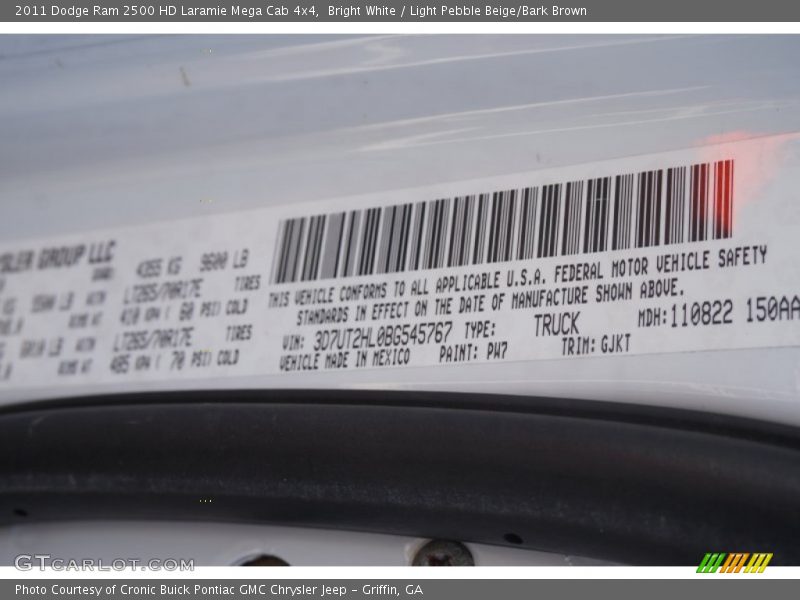 2011 Dodge Ram 2500 HD Laramie Mega Cab 4x4,  Bright White / Light Pebble Beige/Bark Brown
GROUP LLC
4355 KG 9600 LB
LT265/70R17E TIRES
410 KPA ( 60 PSI) COLD
LT265/70R17E TIRES
485 KPA ( 70 PSI) COLD
THIS VEHICLE CONFORMS TO ALL APPLICABLE U.S.A. FEDERAL MOTOR VEHICLE SAFETY
STANDARDS IN EFFECT ON THE DATE OF MANUFACTURE SHOWN ABOVE.
VIN: 3D7UT2HL0BG545767 TYPE: TRUCK MDH:110822 150AA
VEHICLE MADE IN MEXICO PAINT: PW7 TRIM: GJKT
GTCARLOT.COM
Photo Courtesy of Cronic Buick Pontiac GMC Chrysler Jeep - Griffin, GA